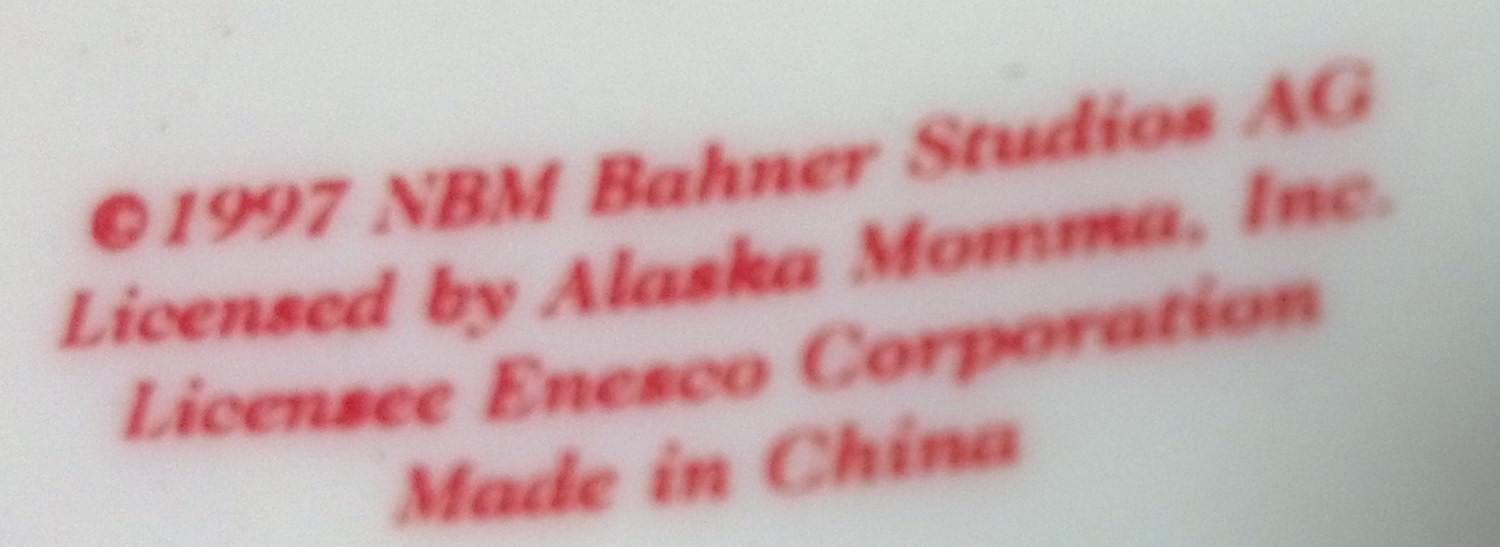 ©1997 NBM Bahner Studios AG
Licensed by Alaska Momma, Inc.
Licensee Enesco Corporation
Made in China